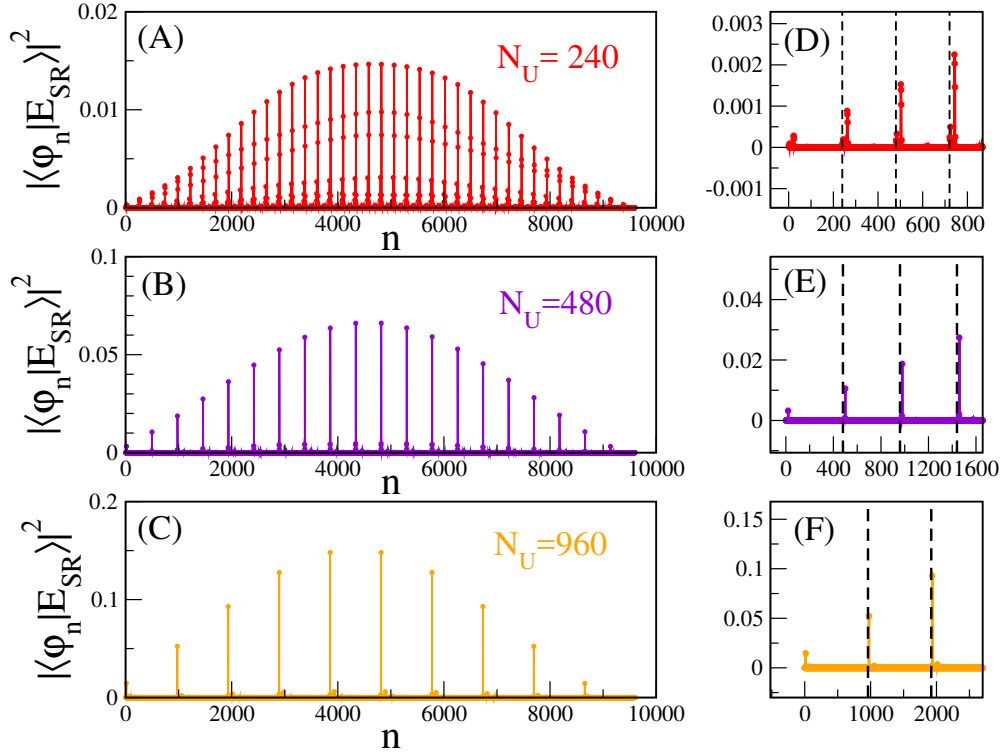 (A)
N_U = 240
|⟨φ_n|E_SR⟩|^2
0.02
0.01
0
0 2000 4000 6000 8000 10000
n
(D)
0.003
0.002
0.001
0
-0.001
0 200 400 600 800
(B)
N_U=480
|⟨φ_n|E_SR⟩|^2
0.1
0.05
0
0 2000 4000 6000 8000 10000
n
(E)
0.04
0.02
0
0 400 800 1200 1600
(C)
N_U=960
|⟨φ_n|E_SR⟩|^2
0.2
0.1
0
0 2000 4000 6000 8000 10000
n
(F)
0.15
0.1
0.05
0
0 1000 2000